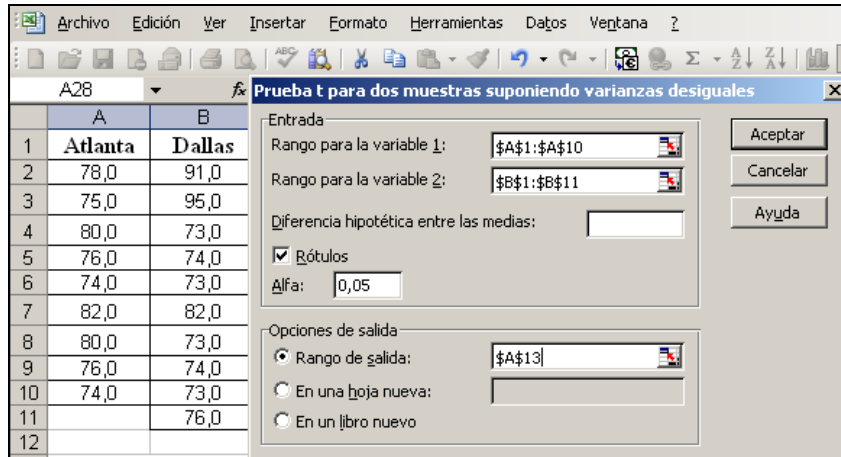 Archivo Edición Ver Insertar Formato Herramientas Datos Ventana ?
ABC Σ A Z Z A
A28 fx Prueba t para dos muestras suponiendo varianzas desiguales
A B
1 Atlanta Dallas
2 78,0 91,0
3 75,0 95,0
4 80,0 73,0
5 76,0 74,0
6 74,0 73,0
7 82,0 82,0
8 80,0 73,0
9 76,0 74,0
10 74,0 73,0
11 76,0
12
Entrada
Rango para la variable 1: $A$1:$A$10
Rango para la variable 2: $B$1:$B$11
Diferencia hipotética entre las medias:
Rótulos
Alfa: 0,05
Opciones de salida
Rango de salida: $A$13
En una hoja nueva:
En un libro nuevo
Aceptar
Cancelar
Ayuda